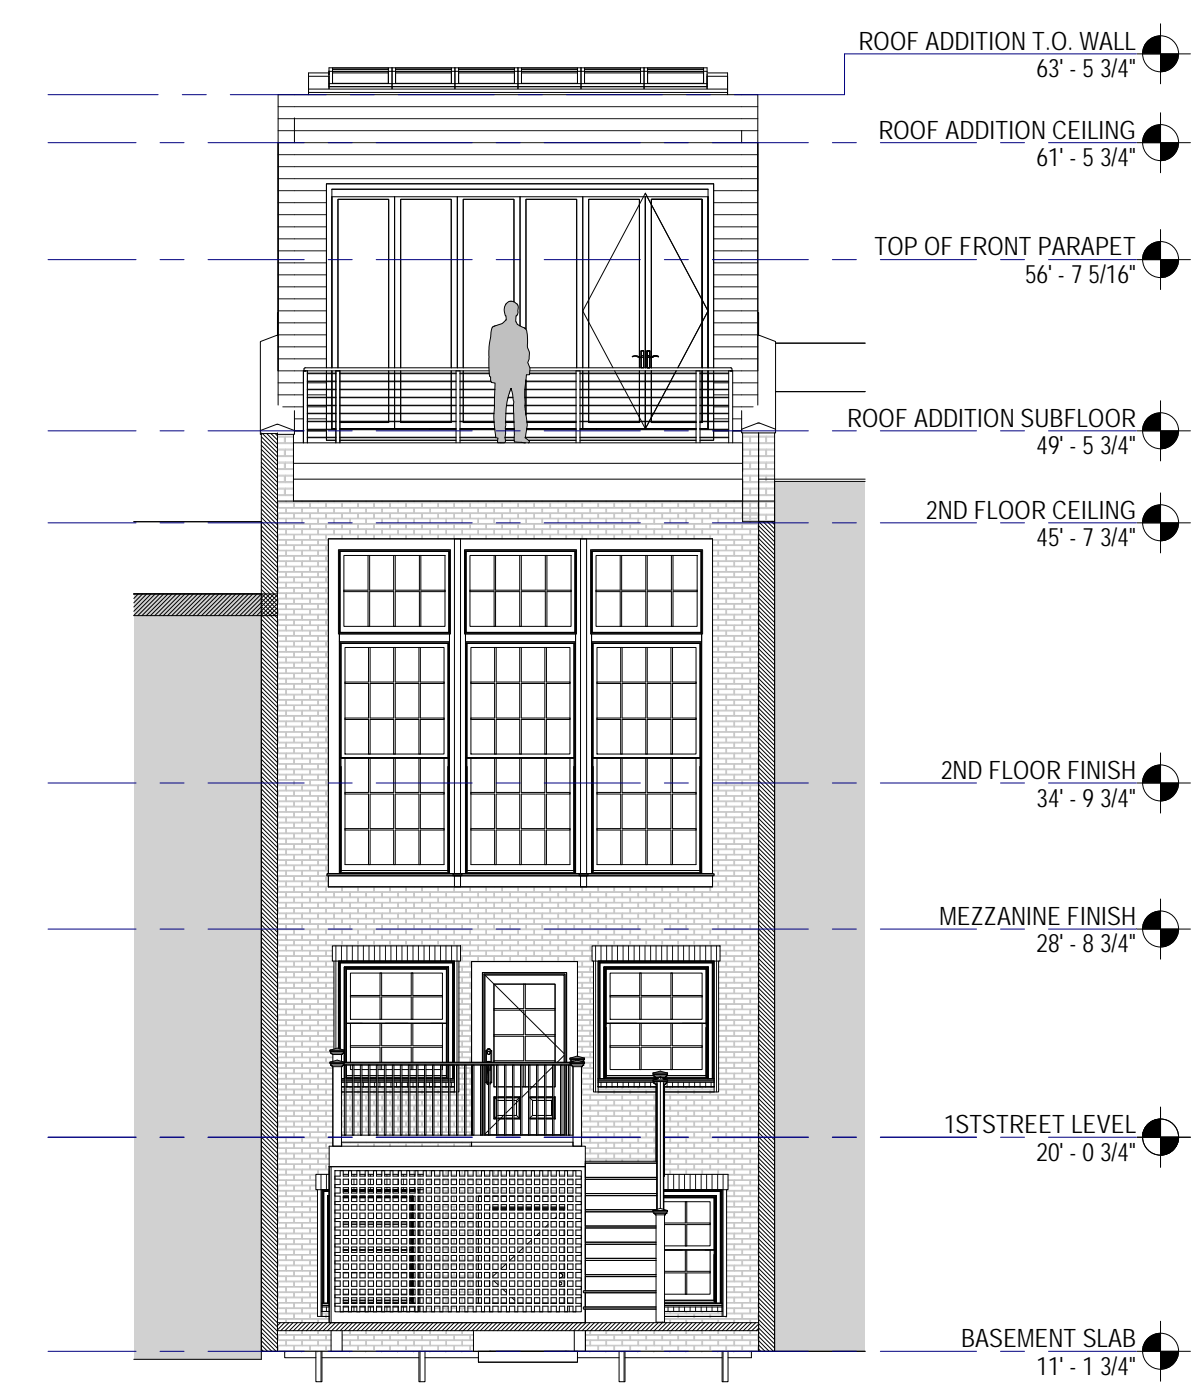 ROOF ADDITION T.O. WALL
63' - 5 3/4"
ROOF ADDITION CEILING
61' - 5 3/4"
TOP OF FRONT PARAPET
56' - 7 5/16"
ROOF ADDITION SUBFLOOR
49' - 5 3/4"
2ND FLOOR CEILING
45' - 7 3/4"
2ND FLOOR FINISH
34' - 9 3/4"
MEZZANINE FINISH
28' - 8 3/4"
1STSTREET LEVEL
20' - 0 3/4"
BASEMENT SLAB
11' - 1 3/4"